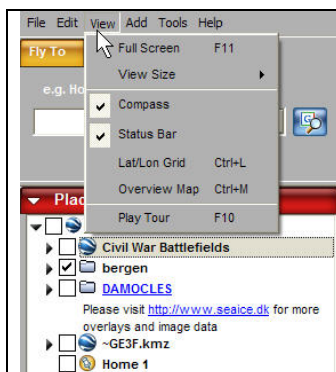 File Edit View Add Tools Help
Fly To
Full Screen F11
View Size
e.g. Ho
Compass
Status Bar
Lat/Lon Grid Ctrl+L
Overview Map Ctrl+M
Plac
Play Tour F10
Civil War Battlefields
bergen
DAMOCLES
Please visit http://www.seaice.dk for more
overlays and image data
~GE3F.kmz
Home 1